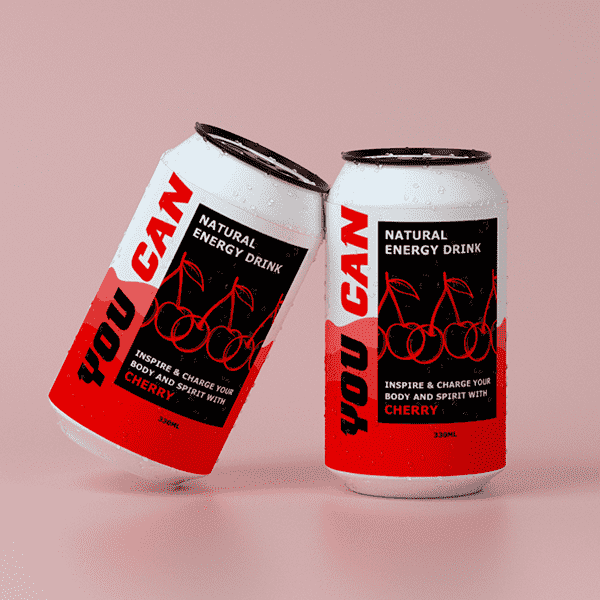 YOU CAN
NATURAL
ENERGY DRINK
INSPIRE & CHARGE YOUR
BODY AND SPIRIT WITH
CHERRY
330ML
YOU CAN
NATURAL
ENERGY DRINK
INSPIRE & CHARGE YOUR
BODY AND SPIRIT WITH
CHERRY
330ML